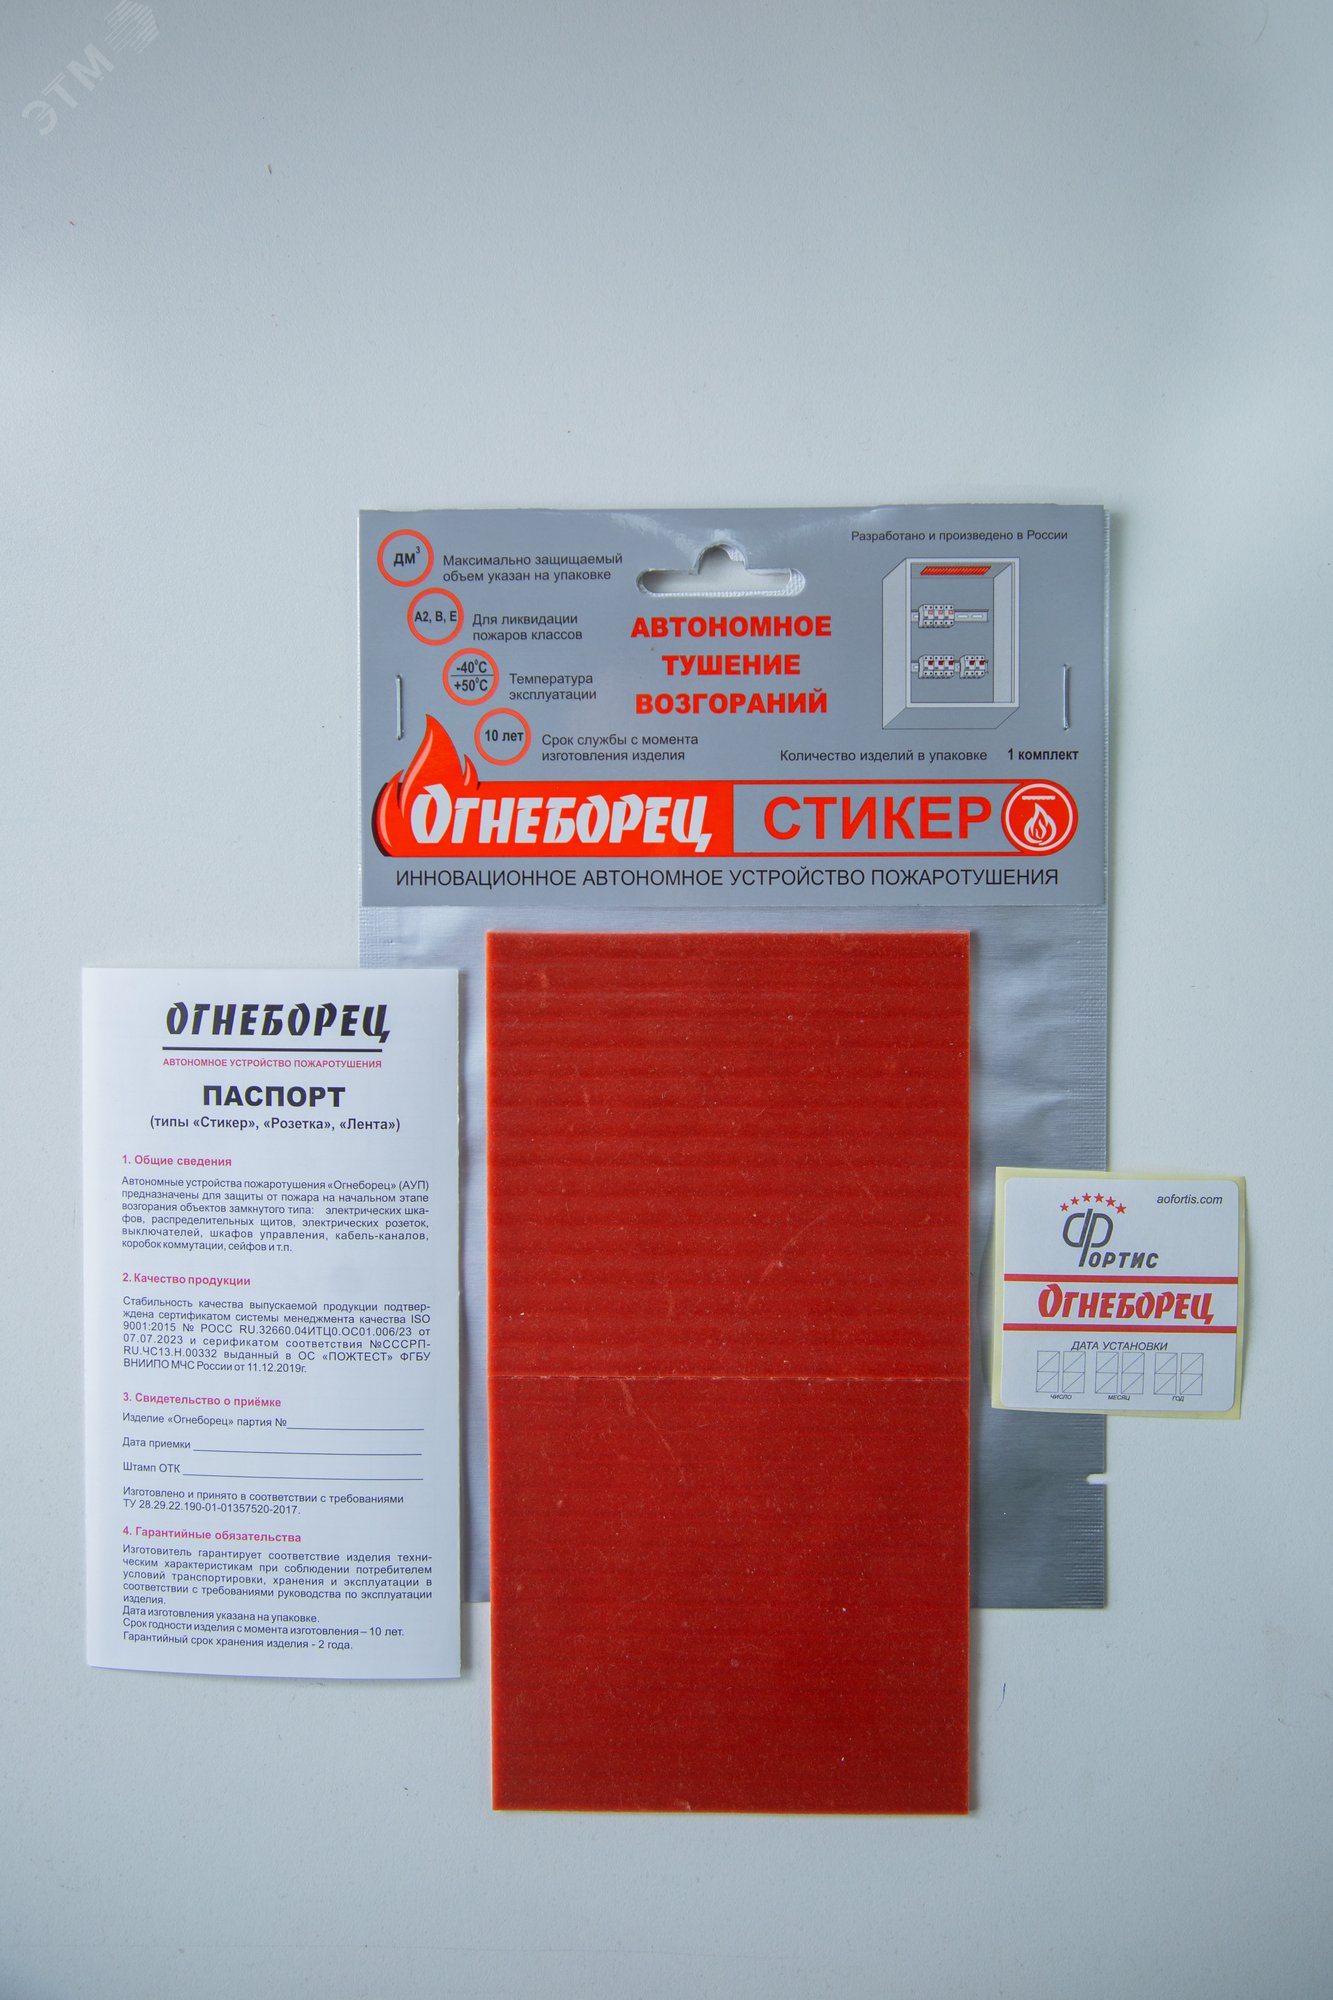 ЭТМ
Разработано и произведено в России
дм³
Максимально защищаемый
объем указан на упаковке
А2, В, Е
Для ликвидации
пожаров классов
-40°С
+50°С
Температура
эксплуатации
10 лет
Срок службы с момента
изготовления изделия
АВТОНОМНОЕ
ТУШЕНИЕ
ВОЗГОРАНИЙ
Количество изделий в упаковке 1 комплект
ОГНЕБОРЕЦ СТИКЕР
ИННОВАЦИОННОЕ АВТОНОМНОЕ УСТРОЙСТВО ПОЖАРОТУШЕНИЯ
ОГНЕБОРЕЦ
АВТОНОМНОЕ УСТРОЙСТВО ПОЖАРОТУШЕНИЯ
ПАСПОРТ
(типы «Стикер», «Розетка», «Лента»)
1. Общие сведения
Автономные устройства пожаротушения «Огнеборец» (АУП)
предназначены для защиты от пожара на начальном этапе
возгорания объектов замкнутого типа: электрических шка-
фов, распределительных щитов, электрических розеток,
выключателей, шкафов управления, кабель-каналов,
коробок коммутации, сейфов и т.п.
2. Качество продукции
Стабильность качества выпускаемой продукции подтвер-
ждена сертификатом системы менеджмента качества ISO
9001:2015 № РОСС RU.32660.04ИТЦ0.ОС01.006/23 от
07.07.2023 и серификатом соответствия №СССРП-
RU.ЧС13.Н.00332 выданный в ОС «ПОЖТЕСТ» ФГБУ
ВНИИПО МЧС России от 11.12.2019г.
3. Свидетельство о приёмке
Изделие «Огнеборец» партия №
Дата приемки
Штамп ОТК
Изготовлено и принято в соответствии с требованиями
ТУ 28.29.22.190-01-01357520-2017.
4. Гарантийные обязательства
Изготовитель гарантирует соответствие изделия техни-
ческим характеристикам при соблюдении потребителем
условий транспортировки, хранения и эксплуатации в
соответствии с требованиями руководства по эксплуатации
изделия.
Дата изготовления указана на упаковке.
Срок годности изделия с момента изготовления – 10 лет.
Гарантийный срок хранения изделия - 2 года.
aofortis.com
ФОРТИС
ОГНЕБОРЕЦ
ДАТА УСТАНОВКИ
ЧИСЛО МЕСЯЦ ГОД